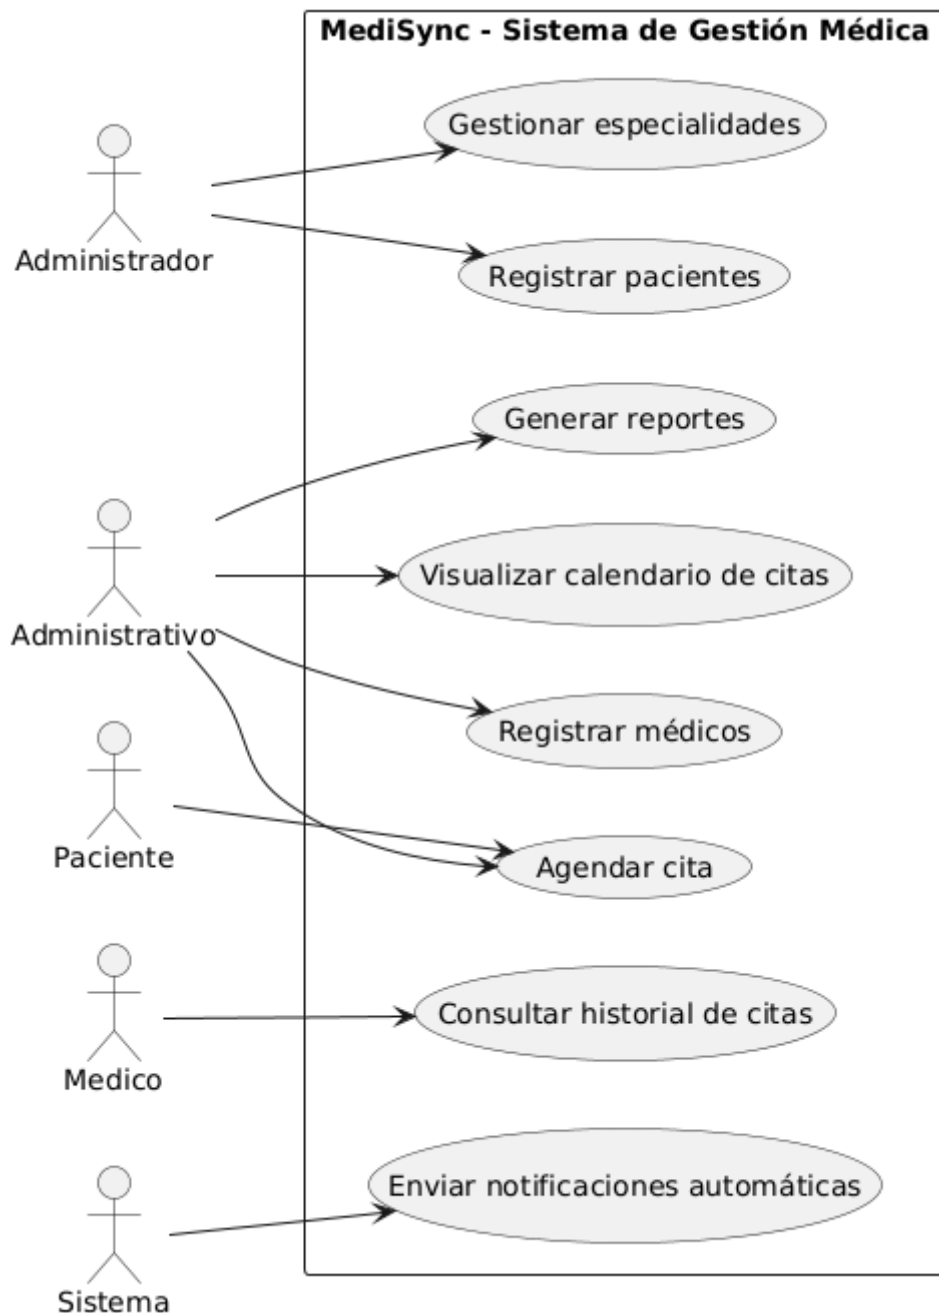 MediSync - Sistema de Gestión Médica
Gestionar especialidades
Administrador
Registrar pacientes
Generar reportes
Visualizar calendario de citas
Administrativo
Registrar médicos
Paciente
Agendar cita
Consultar historial de citas
Medico
Enviar notificaciones automáticas
Sistema